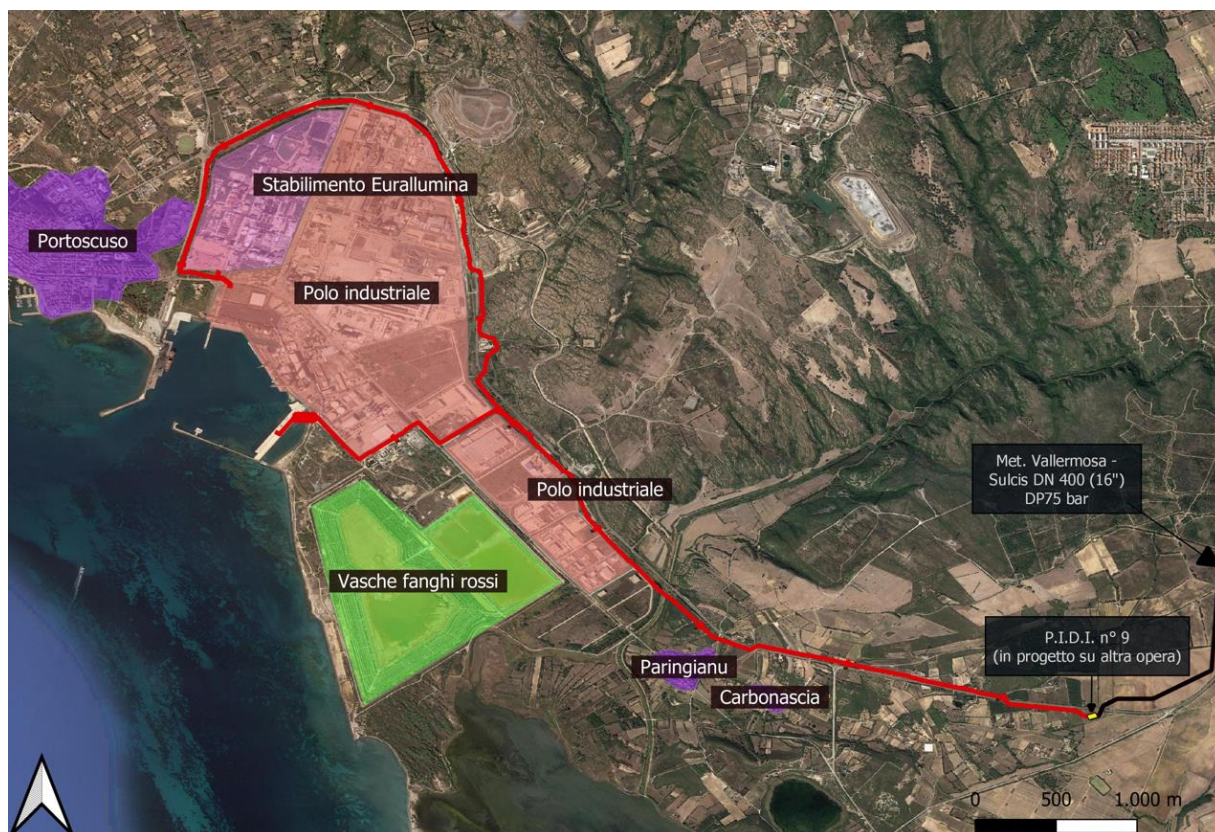 Stabilimento Eurallumina
Portoscuso
Polo industriale
Met. Vallermosa -
Sulcis DN 400 (16")
DP75 bar
Polo industriale
Vasche fanghi rossi
P.I.D.I. n° 9
(in progetto su altra opera)
Paringianu
Carbonascia
0 500 1.000 m